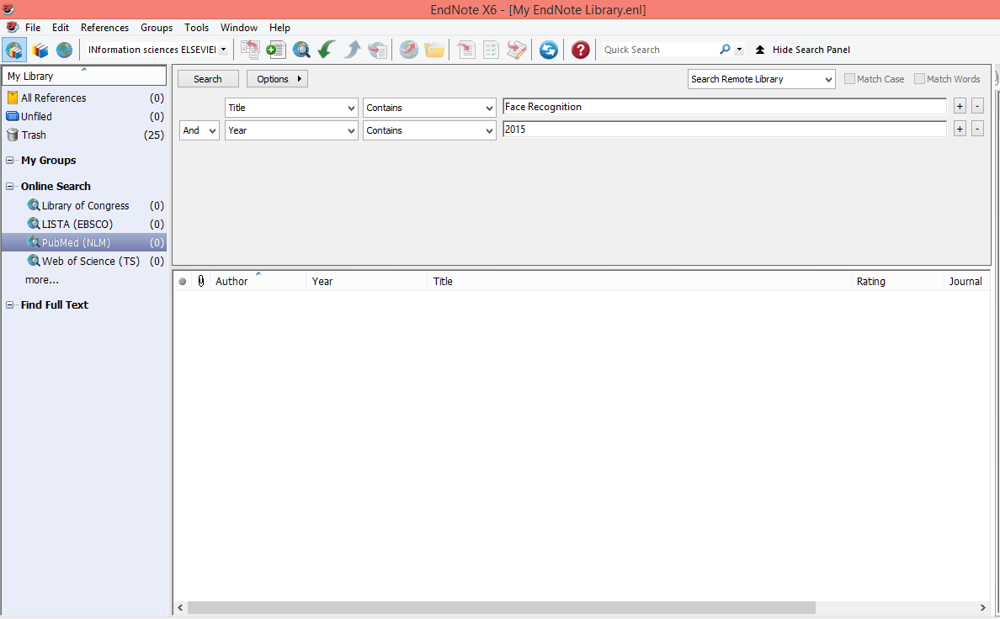 EndNote X6 - [My EndNote Library.enl]
File Edit References Groups Tools Window Help
INformation sciences ELSEVIEI Quick Search Hide Search Panel
My Library
All References (0)
Unfiled (0)
Trash (25)
My Groups
Online Search
Library of Congress (0)
LISTA (EBSCO) (0)
PubMed (NLM) (0)
Web of Science (TS) (0)
more...
Find Full Text
Search Options Search Remote Library Match Case Match Words
Title Contains Face Recognition + -
And Year Contains 2015 + -
Author Year Title Rating Journal